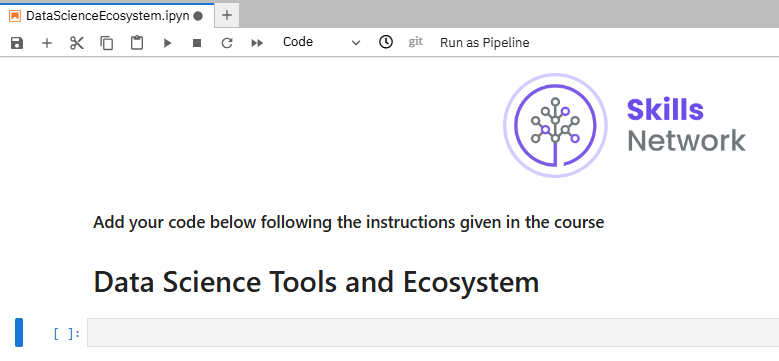 DataScienceEcosystem.ipyn
Code
git
Run as Pipeline
Skills
Network
Add your code below following the instructions given in the course
Data Science Tools and Ecosystem
[ ]: